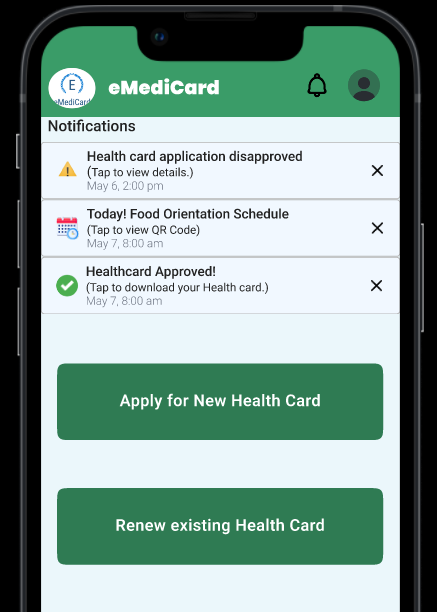 E
eMediCard
eMediCard
Notifications
Health card application disapproved
(Tap to view details.)
May 6, 2:00 pm
Today! Food Orientation Schedule
(Tap to view QR Code)
May 7, 8:00 am
Healthcard Approved!
(Tap to download your Health card.)
May 7, 8:00 am
Apply for New Health Card
Renew existing Health Card